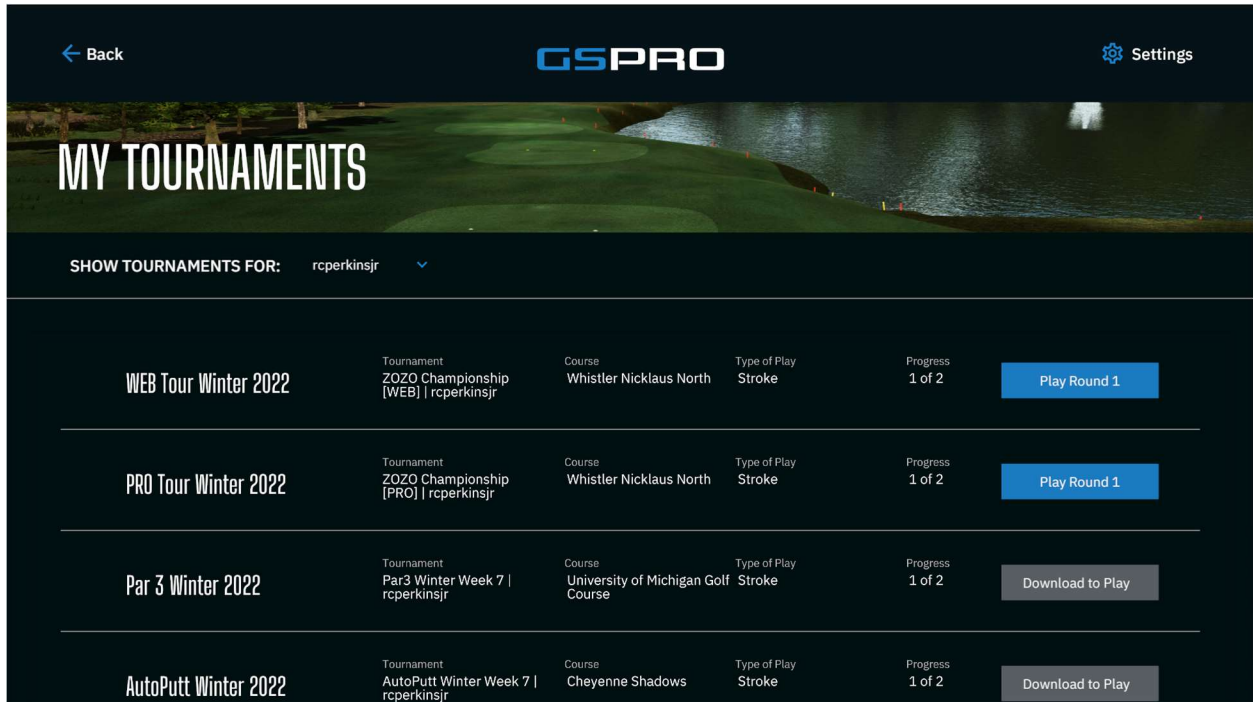 Back
GSPRO
Settings
MY TOURNAMENTS
SHOW TOURNAMENTS FOR: rcperkinsjr
WEB Tour Winter 2022
Tournament
ZOZO Championship
[WEB] | rcperkinsjr
Course
Whistler Nicklaus North
Type of Play
Stroke
Progress
1 of 2
Play Round 1
PRO Tour Winter 2022
Tournament
ZOZO Championship
[PRO] | rcperkinsjr
Course
Whistler Nicklaus North
Type of Play
Stroke
Progress
1 of 2
Play Round 1
Par 3 Winter 2022
Tournament
Par3 Winter Week 7 |
rcperkinsjr
Course
University of Michigan Golf
Course
Type of Play
Stroke
Progress
1 of 2
Download to Play
AutoPutt Winter 2022
Tournament
AutoPutt Winter Week 7 |
rcperkinsjr
Course
Cheyenne Shadows
Type of Play
Stroke
Progress
1 of 2
Download to Play